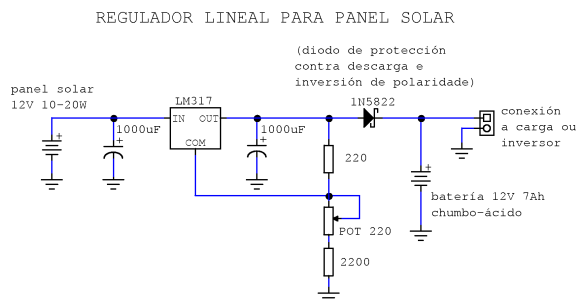 REGULADOR LINEAL PARA PANEL SOLAR
(diodo de protección
contra descarga e
inversión de polaridade)
panel solar
12V 10-20W
LM317
1N5822
IN OUT
COM
1000uF
1000uF
conexión
a carga ou
inversor
220
batería 12V 7Ah
chumbo-ácido
POT 220
2200